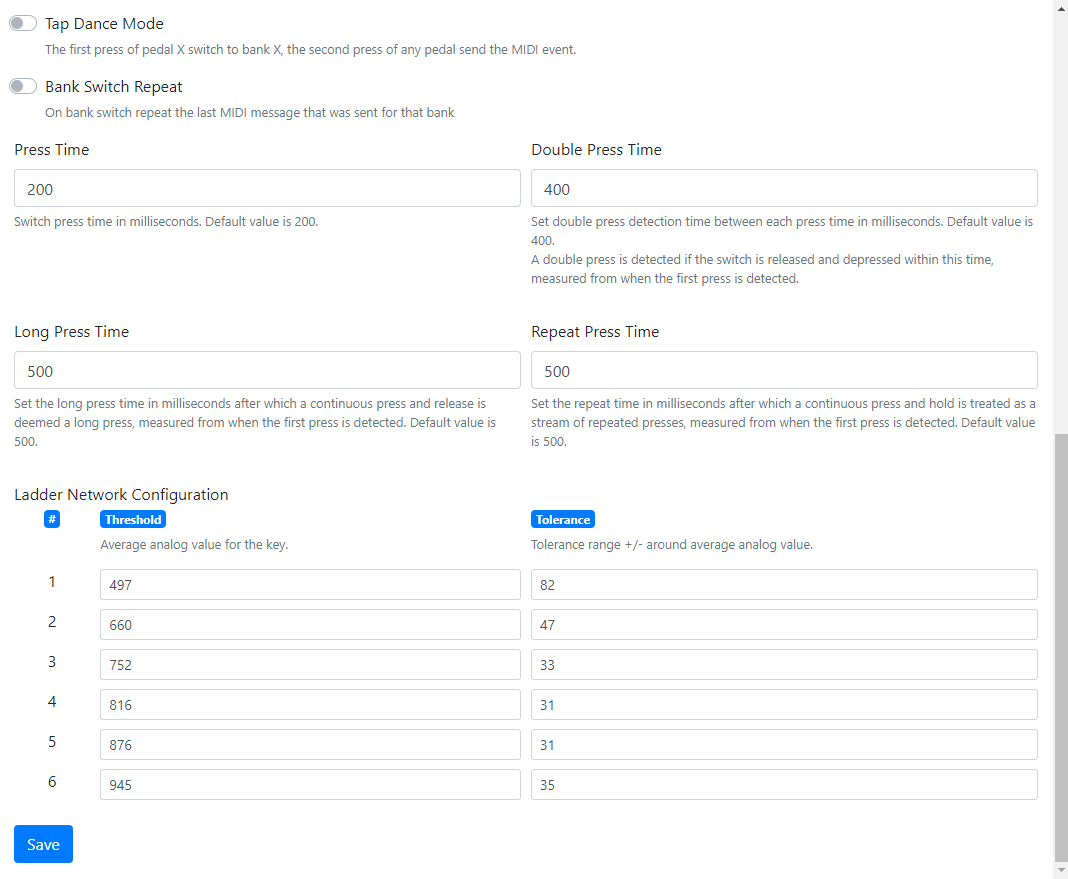 Tap Dance Mode
The first press of pedal X switch to bank X, the second press of any pedal send the MIDI event.
Bank Switch Repeat
On bank switch repeat the last MIDI message that was sent for that bank
Press Time
200
Switch press time in milliseconds. Default value is 200.
Double Press Time
400
Set double press detection time between each press time in milliseconds. Default value is
400.
A double press is detected if the switch is released and depressed within this time,
measured from when the first press is detected.
Long Press Time
500
Set the long press time in milliseconds after which a continuous press and release is
deemed a long press, measured from when the first press is detected. Default value is
500.
Repeat Press Time
500
Set the repeat time in milliseconds after which a continuous press and hold is treated as a
stream of repeated presses, measured from when the first press is detected. Default value
is 500.
Ladder Network Configuration
# Threshold Tolerance
Average analog value for the key. Tolerance range +/- around average analog value.
1 497 82
2 660 47
3 752 33
4 816 31
5 876 31
6 945 35
Save